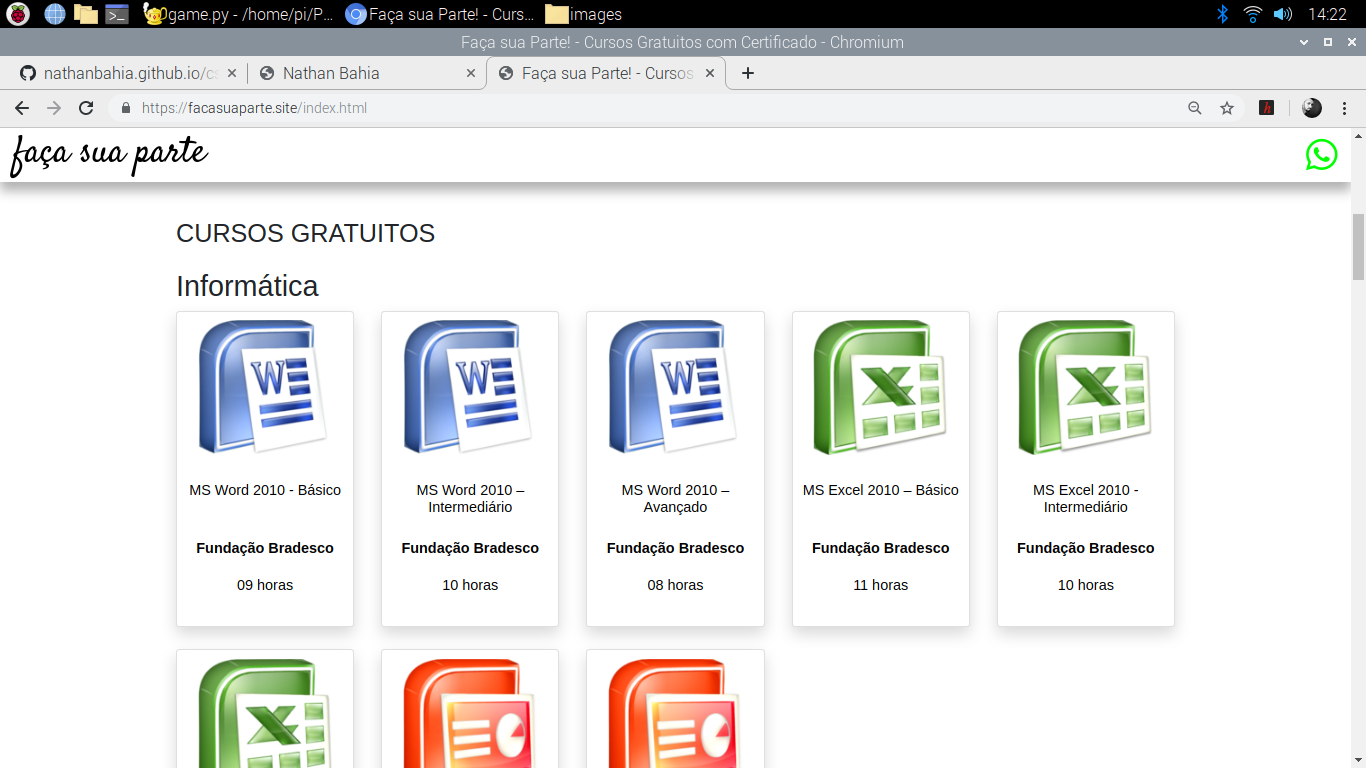 game.py - /home/pi/P... Faça sua Parte! - Curs... images 14:22
Faça sua Parte! - Cursos Gratuitos com Certificado - Chromium
nathanbahia.github.io/cs Nathan Bahia Faça sua Parte! - Cursos
https://facasuaparte.site/index.html
faça sua parte
CURSOS GRATUITOS
Informática
MS Word 2010 - Básico
Fundação Bradesco
09 horas
MS Word 2010 –
Intermediário
Fundação Bradesco
10 horas
MS Word 2010 –
Avançado
Fundação Bradesco
08 horas
MS Excel 2010 – Básico
Fundação Bradesco
11 horas
MS Excel 2010 -
Intermediário
Fundação Bradesco
10 horas